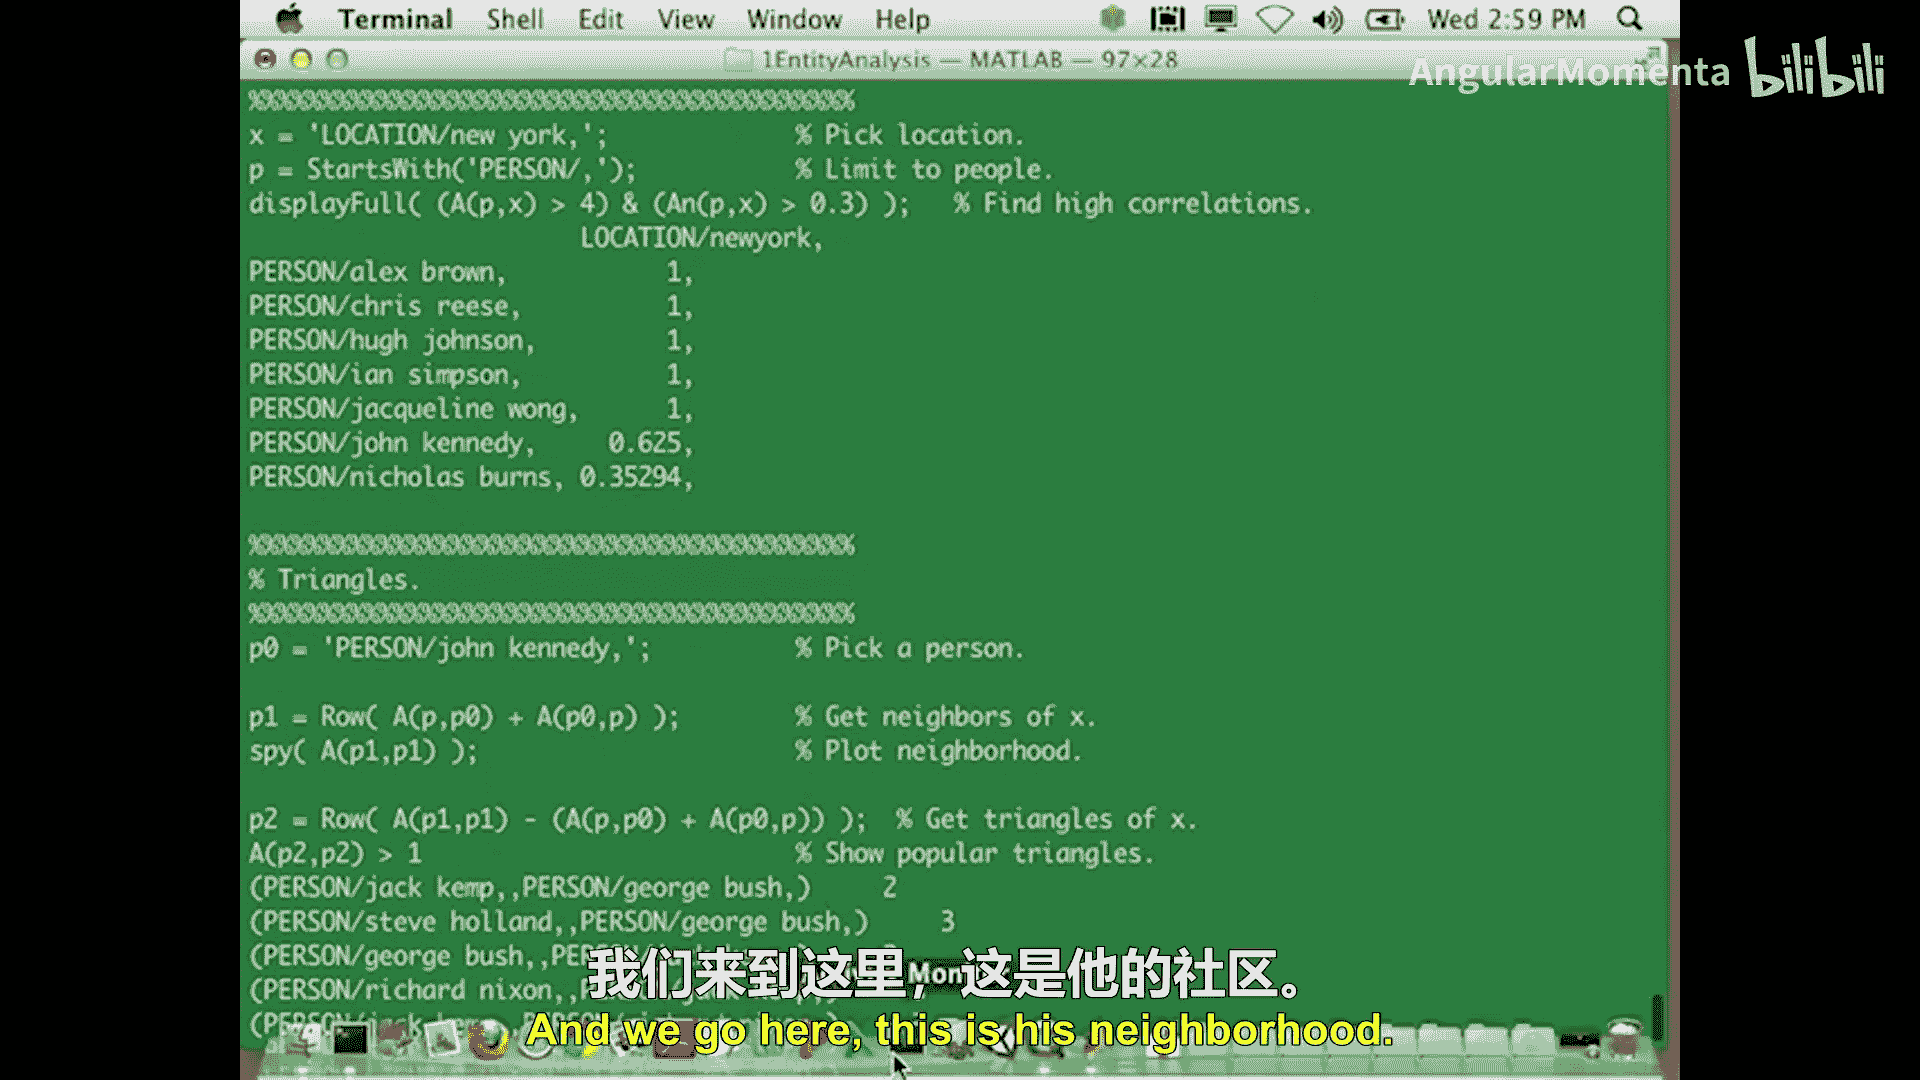 Terminal Shell Edit View Window Help Wed 2:59 PM
1EntityAnalysis — MATLAB — 97×28
AngularMomenta bilibili
%%%%%%%%%%%%%%%%%%%%%%%%%%%%%%%%%%%%%%%%%%
x = 'LOCATION/new york,'; % Pick location.
p = StartsWith('PERSON/,'); % Limit to people.
displayFull( (A(p,x) > 4) & (An(p,x) > 0.3) ); % Find high correlations.
LOCATION/newyork,
PERSON/alex brown, 1,
PERSON/chris reese, 1,
PERSON/hugh johnson, 1,
PERSON/ian simpson, 1,
PERSON/jacqueline wong, 1,
PERSON/john kennedy, 0.625,
PERSON/nicholas burns, 0.35294,
%%%%%%%%%%%%%%%%%%%%%%%%%%%%%%%%%%%%%%%%%%
% Triangles.
%%%%%%%%%%%%%%%%%%%%%%%%%%%%%%%%%%%%%%%%%%
p0 = 'PERSON/john kennedy,'; % Pick a person.
p1 = Row( A(p,p0) + A(p0,p) ); % Get neighbors of x.
spy( A(p1,p1) ); % Plot neighborhood.
p2 = Row( A(p1,p1) - (A(p,p0) + A(p0,p)) ); % Get triangles of x.
A(p2,p2) > 1 % Show popular triangles.
(PERSON/jack kemp,,PERSON/george bush,) 2
(PERSON/steve holland,,PERSON/george bush,) 3
(PERSON/george bush,,PE
(PERSON/richard nixon,,
我们来到这里，这是他的社区。
And we go here, this is his neighborhood.